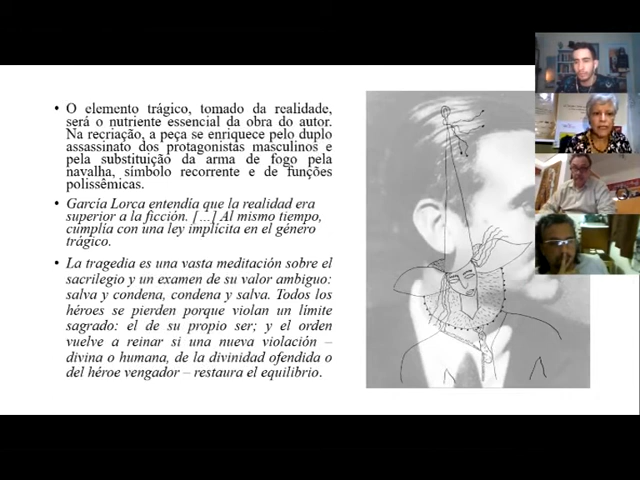 • O elemento trágico, tomado da realidade,
será o nutriente essencial da obra do autor.
Na recriação, a peça se enriquece pelo duplo
assassinato dos protagonistas masculinos e
pela substituição da arma de fogo pela
navalha, símbolo recorrente e de funções
polissêmicas.
• García Lorca entendía que la realidad era
superior a la ficción. [...] Al mismo tiempo,
cumplía con una ley implícita en el género
trágico.
• La tragedia es una vasta meditación sobre el
sacrilegio y un examen de su valor ambiguo:
salva y condena, condena y salva. Todos los
héroes se pierden porque violan un límite
sagrado: el de su propio ser; y el orden
vuelve a reinar si una nueva violación –
divina o humana, de la divinidad ofendida o
del héroe vengador – restaura el equilibrio.